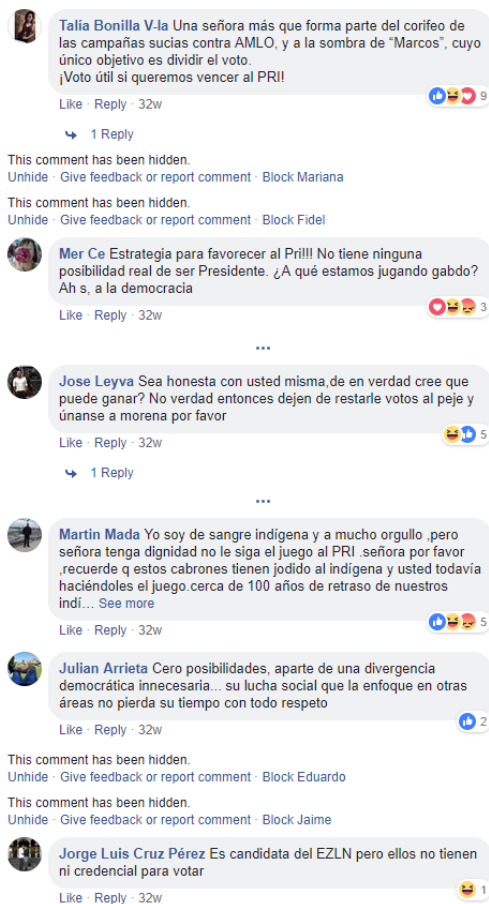 Talía Bonilla V-la Una señora más que forma parte del corifeo de
las campañas sucias contra AMLO, y a la sombra de “Marcos”, cuyo
único objetivo es dividir el voto.
¡Voto útil si queremos vencer al PRI!
9
Like · Reply · 32w
1 Reply
This comment has been hidden.
Unhide · Give feedback or report comment · Block Mariana
This comment has been hidden.
Unhide · Give feedback or report comment · Block Fidel
Mer Ce Estrategia para favorecer al Pri!!! No tiene ninguna
posibilidad real de ser Presidente. ¿A qué estamos jugando gabdo?
Ah s, a la democracia
3
Like · Reply · 32w
...
Jose Leyva Sea honesta con usted misma,de en verdad cree que
puede ganar? No verdad entonces dejen de restarle votos al peje y
únanse a morena por favor
5
Like · Reply · 32w
1 Reply
...
Martin Mada Yo soy de sangre indígena y a mucho orgullo ,pero
señora tenga dignidad no le siga el juego al PRI .señora por favor
,recuerde q estos cabrones tienen jodido al indígena y usted todavía
haciéndoles el juego.cerca de 100 años de retraso de nuestros
indí... See more
5
Like · Reply · 32w
Julian Arrieta Cero posibilidades, aparte de una divergencia
democrática innecesaria... su lucha social que la enfoque en otras
áreas no pierda su tiempo con todo respeto
2
Like · Reply · 32w
This comment has been hidden.
Unhide · Give feedback or report comment · Block Eduardo
This comment has been hidden.
Unhide · Give feedback or report comment · Block Jaime
Jorge Luis Cruz Pérez Es candidata del EZLN pero ellos no tienen
ni credencial para votar
1
Like · Reply · 32w